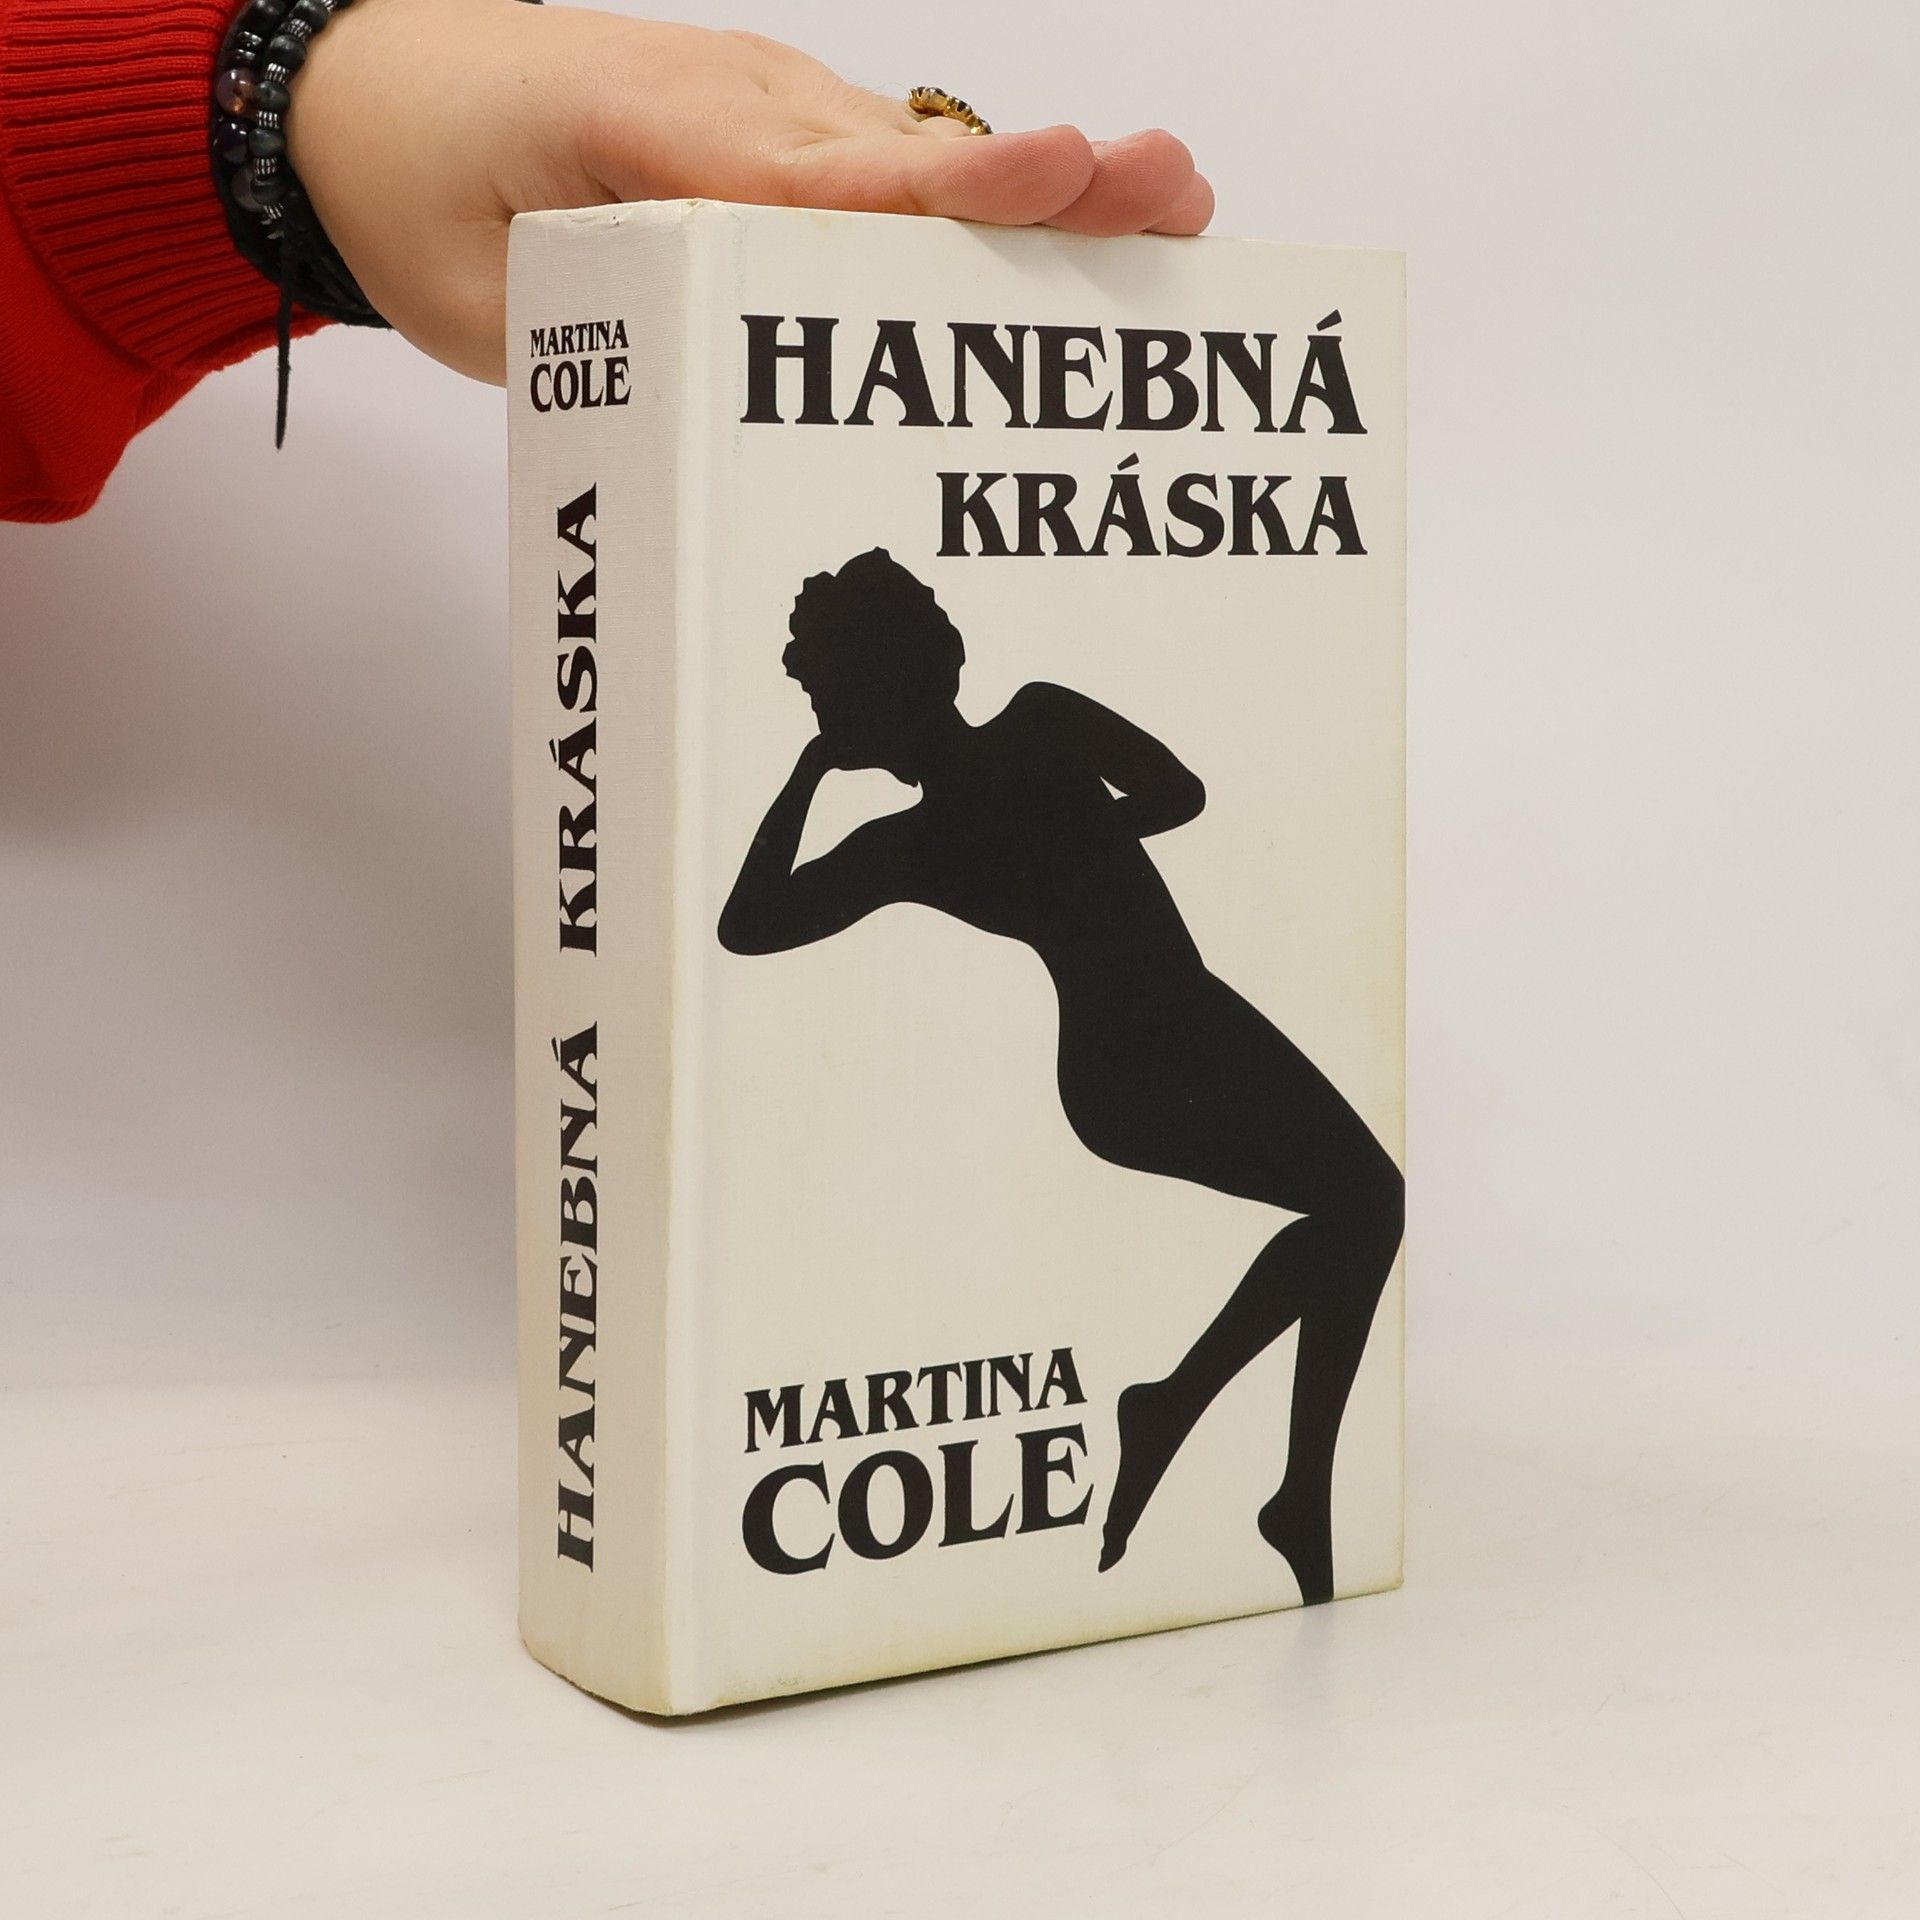 MARTINA
COLE
HANEBNÁ KRÁSKA
HANEBNÁ
KRÁSKA
MARTINA
COLE